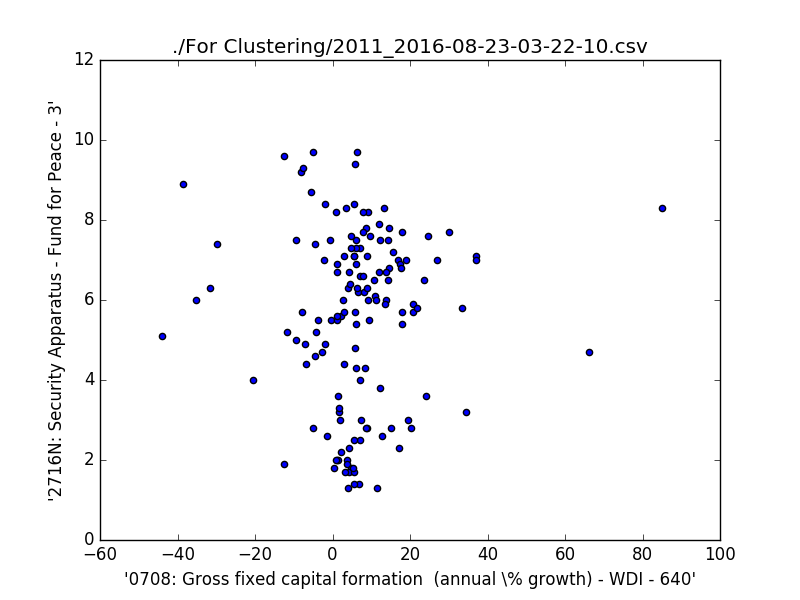 ./For Clustering/2011_2016-08-23-03-22-10.csv
'2716N: Security Apparatus - Fund for Peace - 3'
12
10
8
6
4
2
0
−60 −40 −20 0 20 40 60 80 100
'0708: Gross fixed capital formation  (annual \% growth) - WDI - 640'